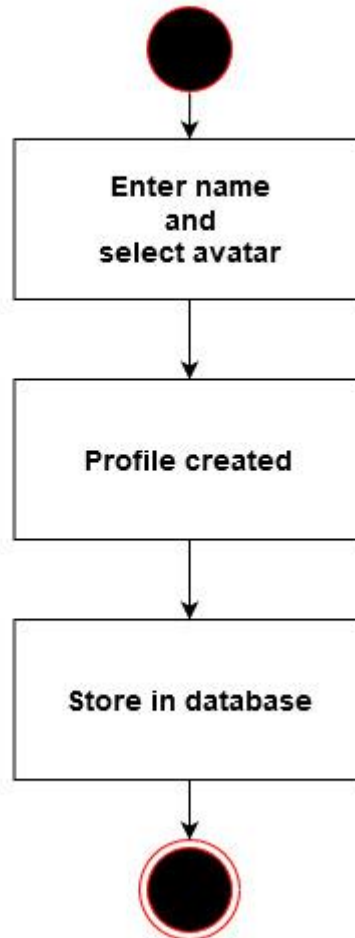 Enter name
and
select avatar
Profile created
Store in database